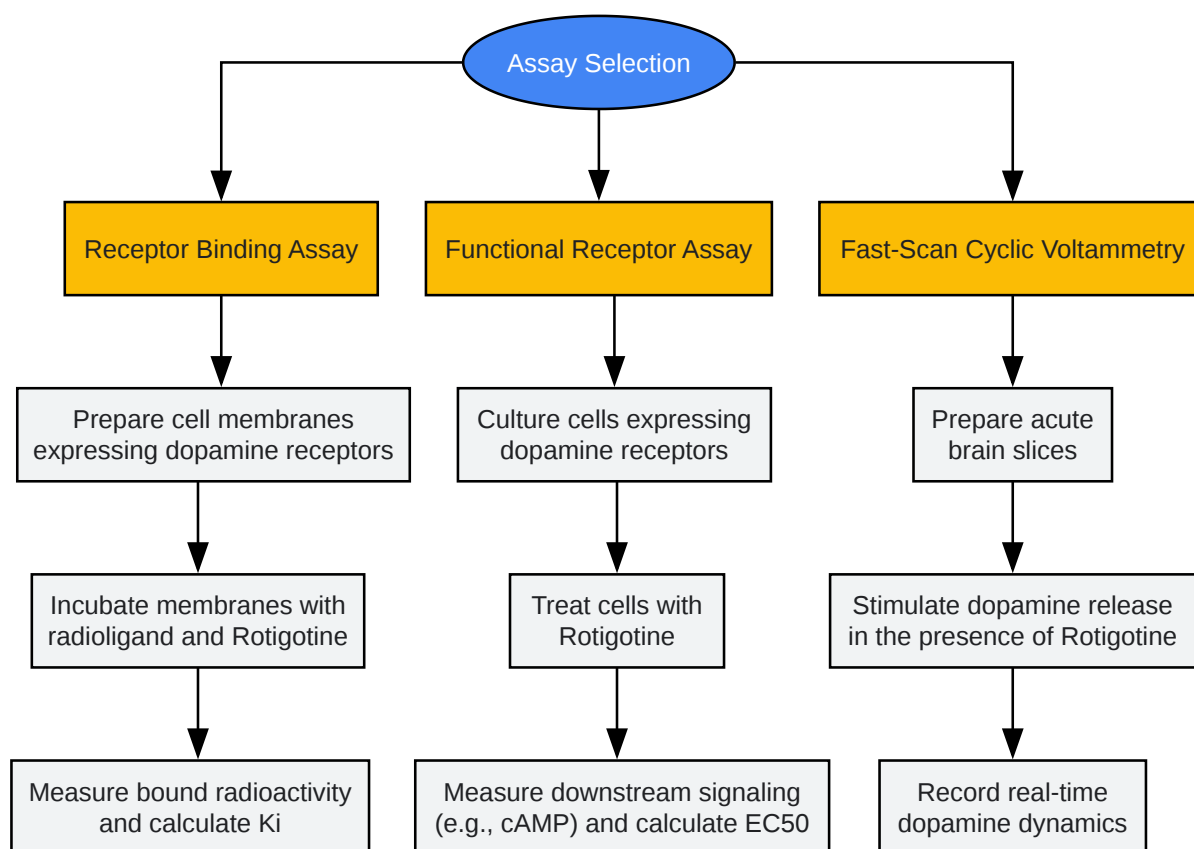 Assay Selection
Receptor Binding Assay
Functional Receptor Assay
Fast-Scan Cyclic Voltammetry
Prepare cell membranes
expressing dopamine receptors
Culture cells expressing
dopamine receptors
Prepare acute
brain slices
Incubate membranes with
radioligand and Rotigotine
Treat cells with
Rotigotine
Stimulate dopamine release
in the presence of Rotigotine
Measure bound radioactivity
and calculate Ki
Measure downstream signaling
(e.g., cAMP) and calculate EC50
Record real-time
dopamine dynamics